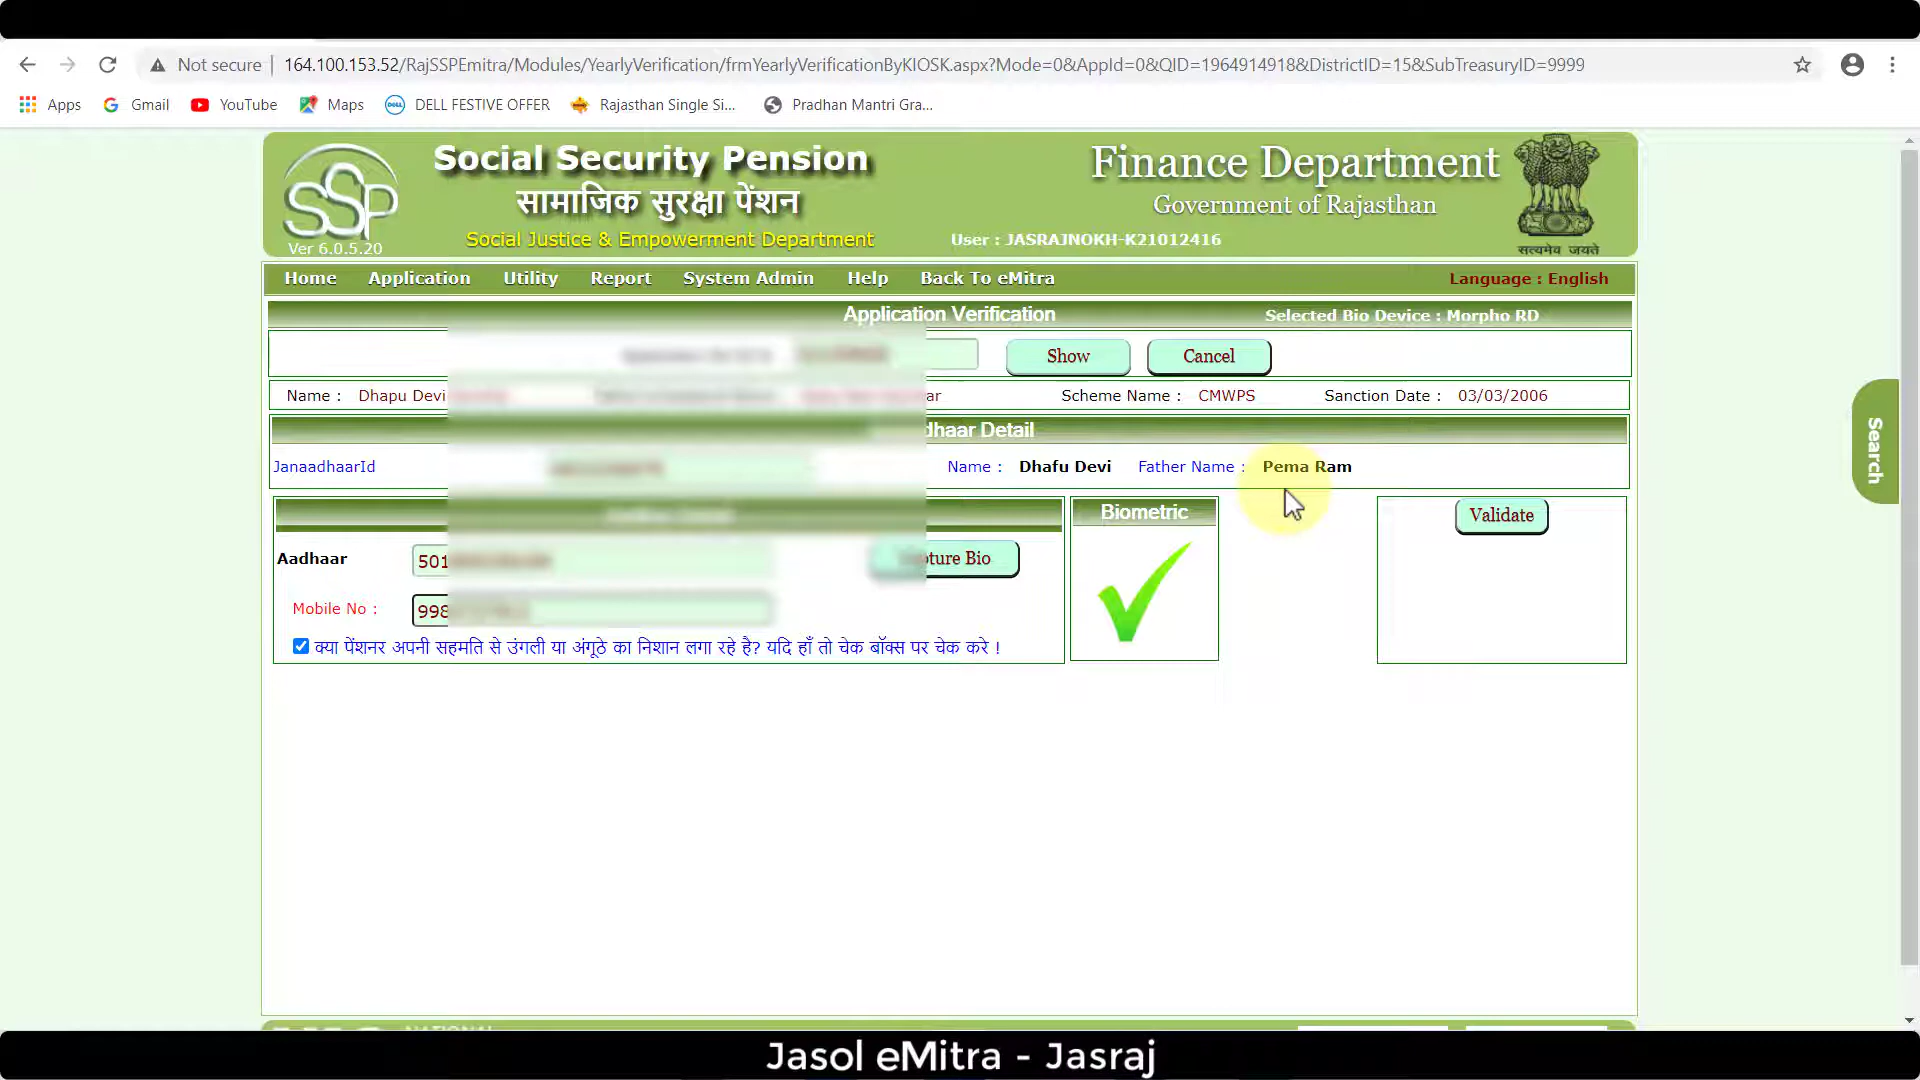 Not secure
164.100.153.52/RajSSPEmitra/Modules/YearlyVerification/frmYearlyVerificationByKIOSK.aspx?Mode=0&AppId=0&QID=1964914918&DistrictID=15&SubTreasuryID=9999
Apps Gmail YouTube Maps DELL FESTIVE OFFER Rajasthan Single Si... Pradhan Mantri Gra...
Social Security Pension
सामाजिक सुरक्षा पेंशन
Social Justice & Empowerment Department
SSP
Ver 6.0.5.20
Finance Department
Government of Rajasthan
User : JASRAJNOKH-K21012416
सत्यमेव जयते
Home Application Utility Report System Admin Help Back To eMitra Language : English
Application Verification Selected Bio Device : Morpho RD
Show Cancel
Name : Dhapu Devi Scheme Name : CMWPS Sanction Date : 03/03/2006
Detail
JanaadhaarId Name : Dhafu Devi Father Name : Pema Ram
Biometric Validate
Aadhaar 501 Bio
Mobile No : 998
क्या पेंशनर अपनी सहमति से उंगली या अंगूठे का निशान लगा रहे है? यदि हाँ तो चेक बॉक्स पर चेक करे !
Search
Jasol eMitra - Jasraj